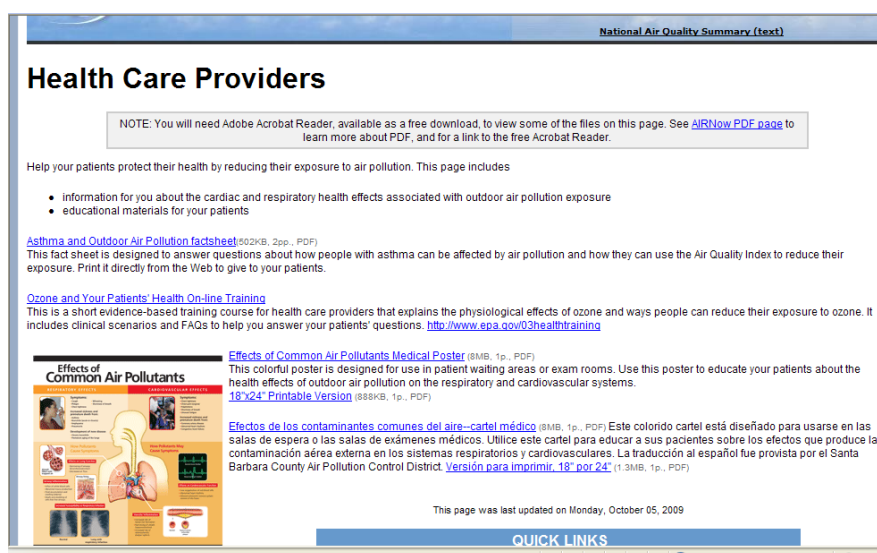 National Air Quality Summary (text)
Health Care Providers
NOTE: You will need Adobe Acrobat Reader, available as a free download, to view some of the files on this page. See AIRNow PDF page to
learn more about PDF, and for a link to the free Acrobat Reader.
Help your patients protect their health by reducing their exposure to air pollution. This page includes
• information for you about the cardiac and respiratory health effects associated with outdoor air pollution exposure
• educational materials for your patients
Asthma and Outdoor Air Pollution factsheet(502KB, 2pp., PDF)
This fact sheet is designed to answer questions about how people with asthma can be affected by air pollution and how they can use the Air Quality Index to reduce their
exposure. Print it directly from the Web to give to your patients.
Ozone and Your Patients' Health On-line Training
This is a short evidence-based training course for health care providers that explains the physiological effects of ozone and ways people can reduce their exposure to ozone. It
includes clinical scenarios and FAQs to help you answer your patients' questions. http://www.epa.gov/03healthtraining
Effects of
Common Air Pollutants
RESPIRATORY EFFECTS
CARDIOVASCULAR EFFECTS
Effects of Common Air Pollutants Medical Poster (8MB, 1p., PDF)
This colorful poster is designed for use in patient waiting areas or exam rooms. Use this poster to educate your patients about the
health effects of outdoor air pollution on the respiratory and cardiovascular systems.
18"x24" Printable Version (888KB, 1p., PDF)
Efectos de los contaminantes comunes del aire--cartel médico (8MB, 1p., PDF) Este colorido cartel está diseñado para usarse en las
salas de espera o las salas de exámenes médicos. Utilice este cartel para educar a sus pacientes sobre los efectos que produce la
contaminación aérea externa en los sistemas respiratorios y cardiovasculares. La traducción al español fue provista por el Santa
Barbara County Air Pollution Control District. Versión para imprimir, 18" por 24" (1.3MB, 1p., PDF)
This page was last updated on Monday, October 05, 2009
QUICK LINKS